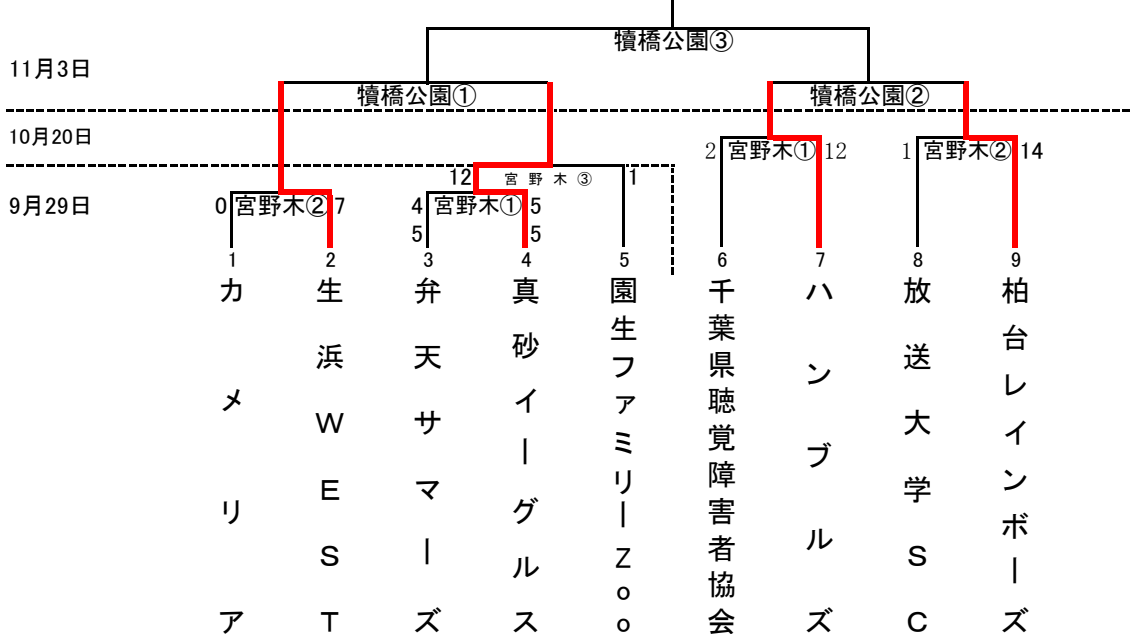 犢橋公園③
11月3日
犢橋公園① 犢橋公園②
10月20日
2 宮野木① 12 1 宮野木② 14
12 宮野木③ 1
9月29日 0 宮野木② 7 4 宮野木① 5
5 5
1 2 3 4 5 6 7 8 9
カメリア
生浜WEST
弁天サマーズ
真砂イーグルス
園生ファミリーZoo
千葉県聴覚障害者協会
ハンブルズ
放送大学SC
柏台レインボーズ